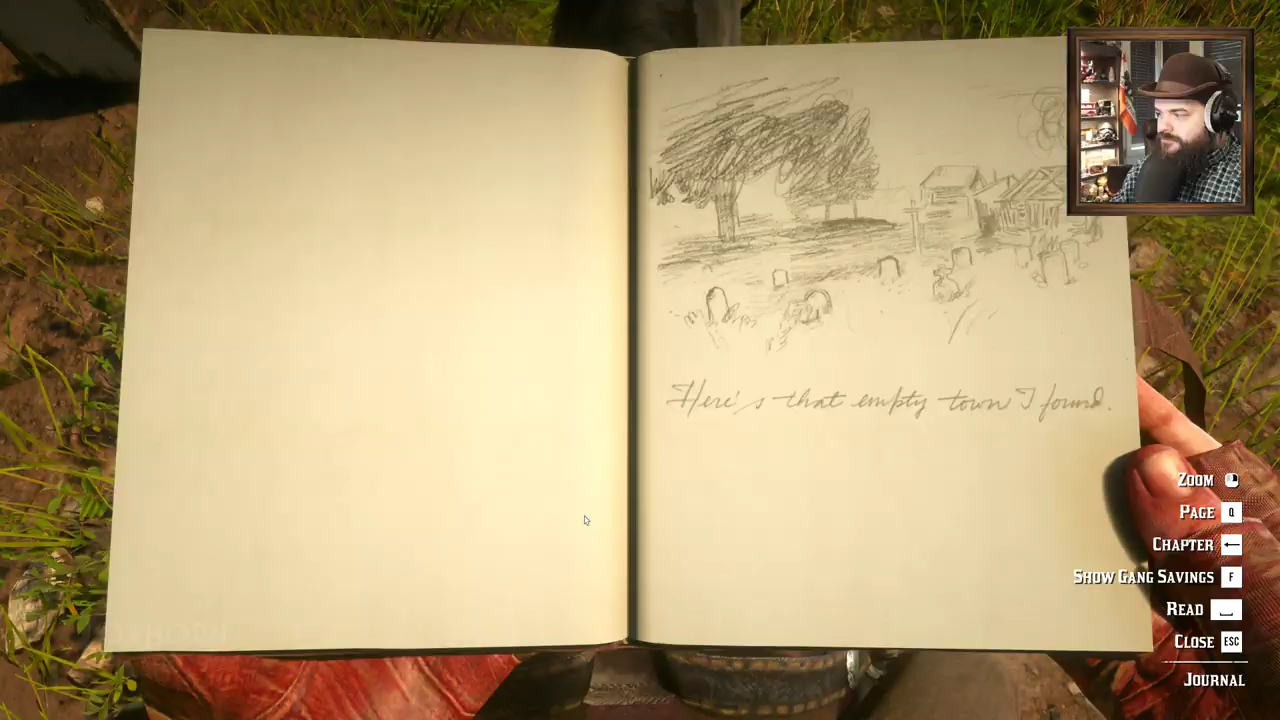 Here's that empty town I found.
Zoom
Page Q
Chapter ←
Show Gang Savings F
Read
Close ESC
Journal